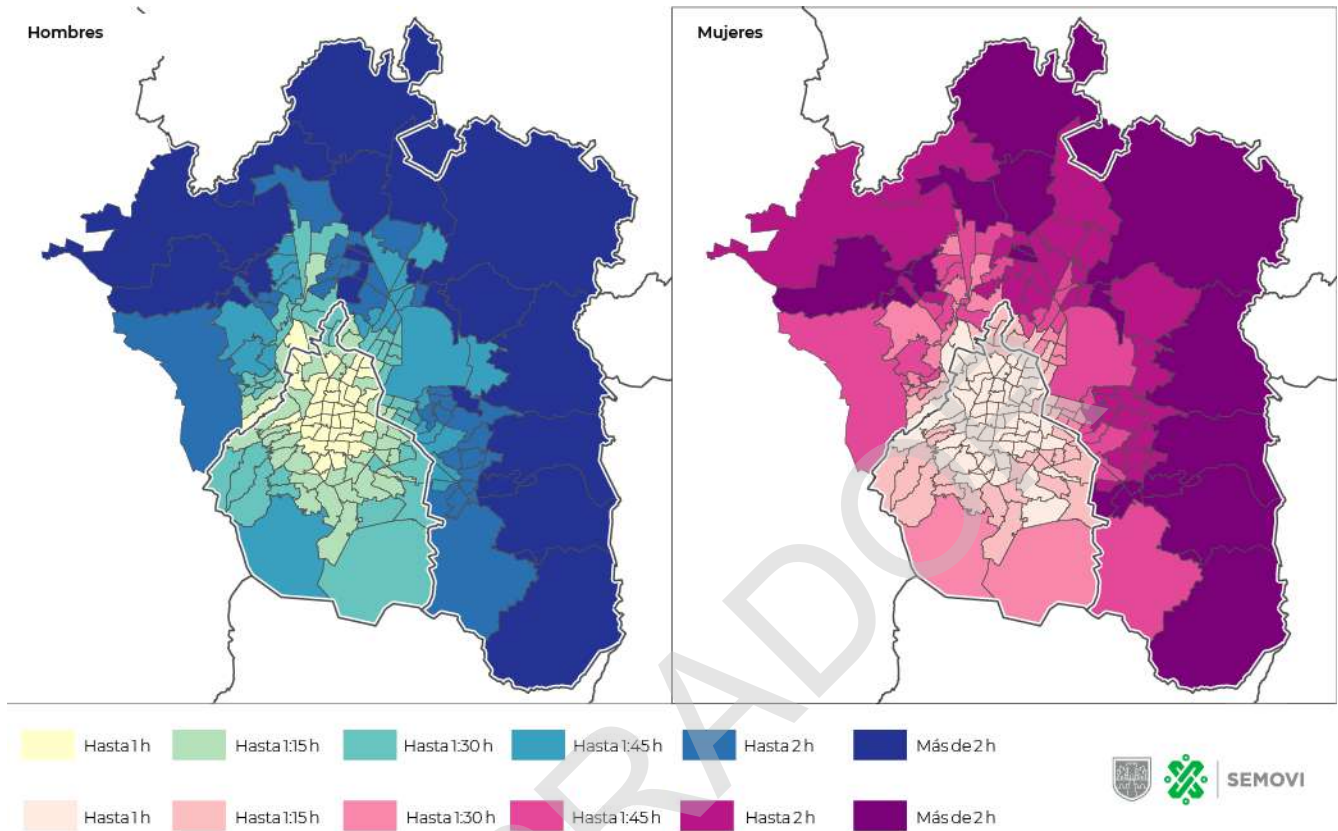 Hombres
Mujeres
Hasta 1 h
Hasta 1:15 h
Hasta 1:30 h
Hasta 1:45 h
Hasta 2 h
Más de 2 h
Hasta 1 h
Hasta 1:15 h
Hasta 1:30 h
Hasta 1:45 h
Hasta 2 h
Más de 2 h
SEMOVI